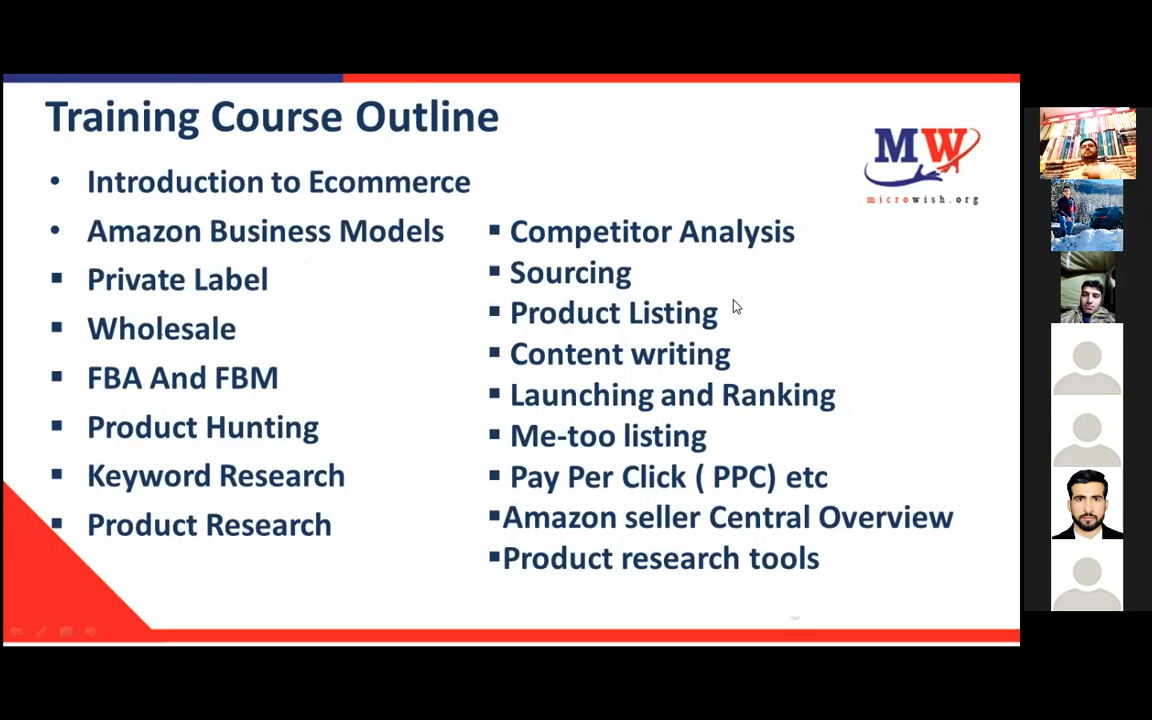 Training Course Outline
MW
microwish.org
• Introduction to Ecommerce
• Amazon Business Models
▪ Private Label
▪ Wholesale
▪ FBA And FBM
▪ Product Hunting
▪ Keyword Research
▪ Product Research
▪ Competitor Analysis
▪ Sourcing
▪ Product Listing
▪ Content writing
▪ Launching and Ranking
▪ Me-too listing
▪ Pay Per Click ( PPC) etc
▪Amazon seller Central Overview
▪Product research tools